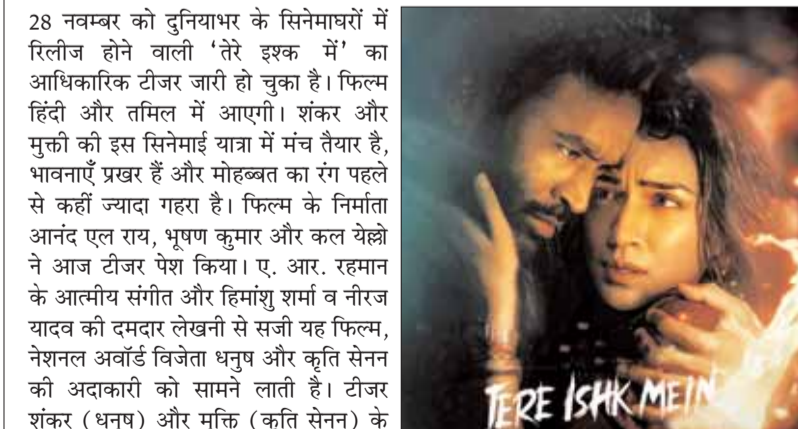 28 नवम्बर को दुनियाभर के सिनेमाघरों में
रिलीज होने वाली ‘तेरे इश्क में’ का
आधिकारिक टीजर जारी हो चुका है। फिल्म
हिंदी और तमिल में आएगी। शंकर और
मुक्ती की इस सिनेमाई यात्रा में मंच तैयार है,
भावनाएँ प्रखर हैं और मोहब्बत का रंग पहले
से कहीं ज्यादा गहरा है। फिल्म के निर्माता
आनंद एल राय, भूषण कुमार और कल येल्लो
ने आज टीजर पेश किया। ए. आर. रहमान
के आत्मीय संगीत और हिमांशु शर्मा व नीरज
यादव की दमदार लेखनी से सजी यह फिल्म,
नेशनल अवॉर्ड विजेता धनुष और कृति सेनन
की अदाकारी को सामने लाती है। टीजर
शंकर (धनुष) और मुक्ति (कृति सेनन) के
TERE ISHK MEIN